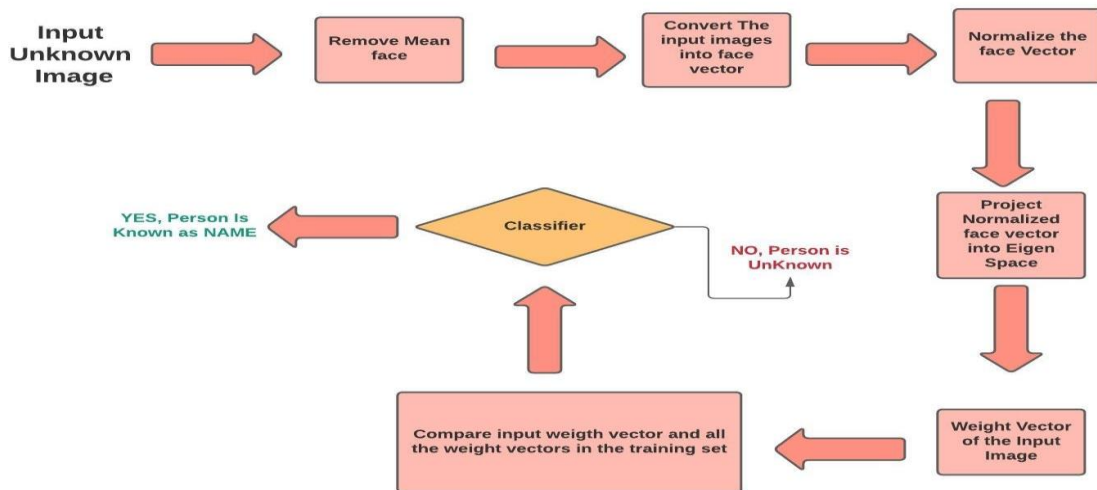 Input
Unknown
Image
Remove Mean
face
Convert The
input images
into face
vector
Normalize the
face Vector
Project
Normalized
face vector
into Eigen
Space
Weight Vector
of the Input
Image
Compare input weigth vector and all
the weight vectors in the training set
Classifier
YES, Person Is
Known as NAME
NO, Person is
UnKnown